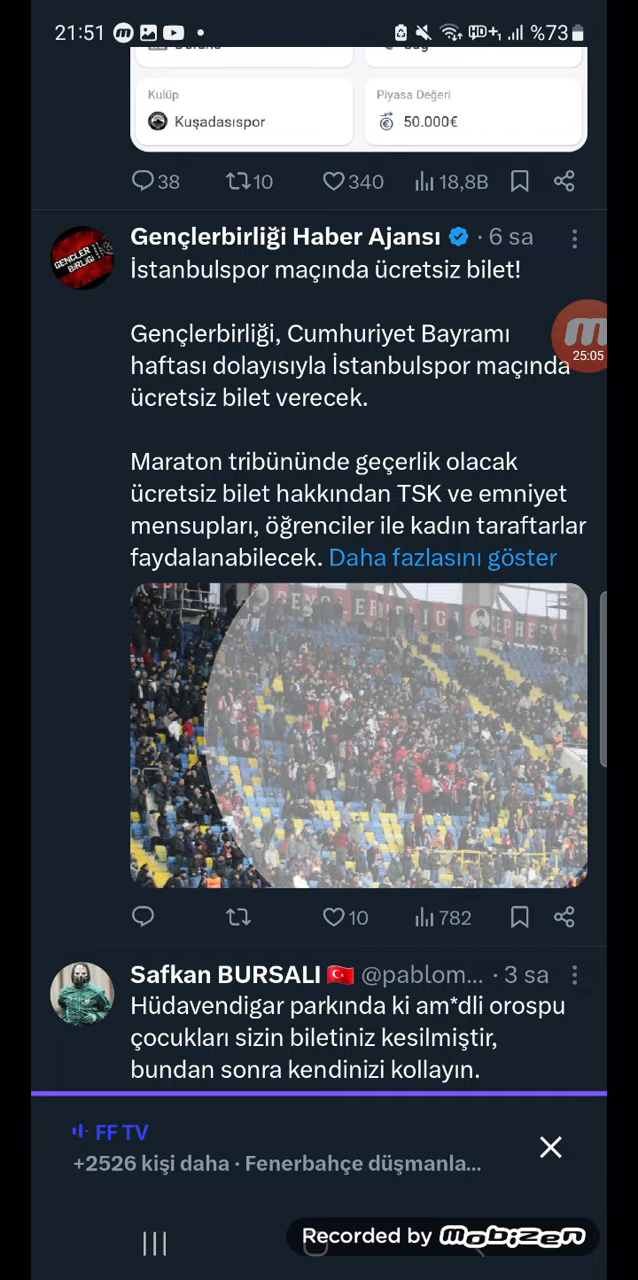 21:51 %73
Kulüp Piyasa Değeri
Kuşadasıspor 50.000€
38 10 340 18,8B
Gençlerbirliği Haber Ajansı · 6 sa
GENÇLER BİRLİĞİ
İstanbulspor maçında ücretsiz bilet!
Gençlerbirliği, Cumhuriyet Bayramı
haftası dolayısıyla İstanbulspor maçında
25:05
ücretsiz bilet verecek.
Maraton tribününde geçerlik olacak
ücretsiz bilet hakkından TSK ve emniyet
mensupları, öğrenciler ile kadın taraftarlar
faydalanabilecek. Daha fazlasını göster
10 782
Safkan BURSALI @pablom... · 3 sa
Hüdavendigar parkında ki am*dli orospu
çocukları sizin biletiniz kesilmiştir,
bundan sonra kendinizi kollayın.
FF TV
+2526 kişi daha · Fenerbahçe düşmanla...
Recorded by mobizen